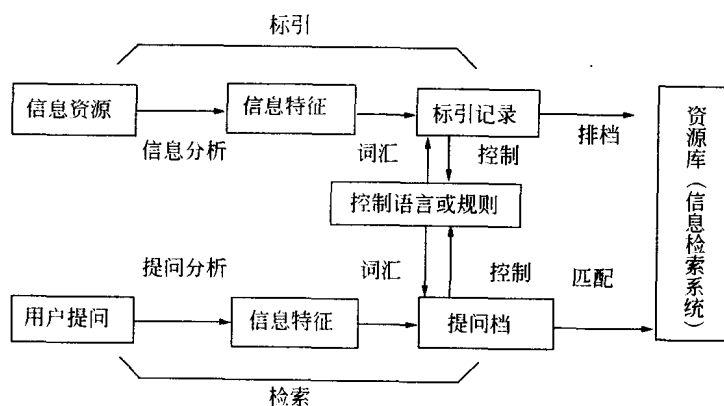 标引
信息资源
信息特征
标引记录
信息分析
词汇
控制
排档
控制语言或规则
资源库（信息检索系统）
提问分析
词汇
控制
匹配
用户提问
信息特征
提问档
检索